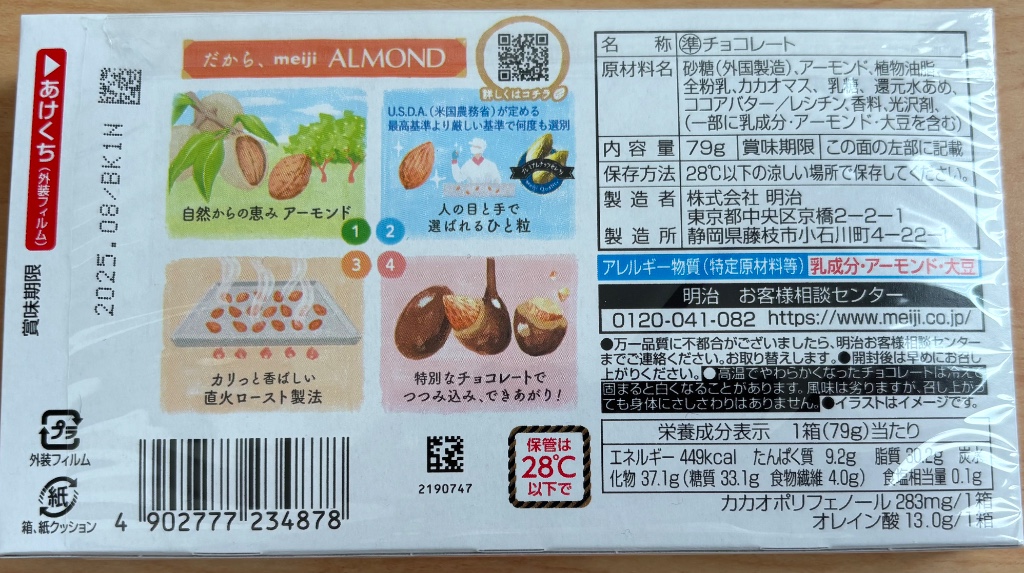 ▶あけくち(外装フィルム)
賞味期限
2025.08/BK1N
だから、meiji ALMOND
詳しくはコチラ
自然からの恵み アーモンド
1
U.S.D.A.(米国農務省)が定める
最高基準より厳しい基準で何度も選別
人の目と手で
選ばれるひと粒
2
3
カリっと香ばしい
直火ロースト製法
4
特別なチョコレートで
つつみ込み、できあがり!
プラ
外装フィルム
紙
箱、紙クッション
4 902777 234878
2190747
保管は
28℃
以下で
名 称 準チョコレート
原材料名 砂糖(外国製造)、アーモンド、植物油脂、
全粉乳、カカオマス、乳糖、還元水あめ、
ココアバター/レシチン、香料、光沢剤、
(一部に乳成分・アーモンド・大豆を含む)
内容量 79g 賞味期限 この面の左部に記載
保存方法 28℃以下の涼しい場所で保存してください。
製造者 株式会社 明治
東京都中央区京橋2-2-1
製造所 静岡県藤枝市小石川町4-22-1
アレルギー物質(特定原材料等) 乳成分・アーモンド・大豆
明治 お客様相談センター
0120-041-082 https://www.meiji.co.jp/
●万一品質に不都合がございましたら、明治お客様相談センター
までご連絡ください。お取り替えします。●開封後は早めにお召し
上がりください。●高温でやわらかくなったチョコレートは冷えて
固まると白くなることがあります。風味は劣りますが、召し上がっ
ても身体にさしさわりはありません。●イラストはイメージです。
栄養成分表示 1箱(79g)当たり
エネルギー 449kcal たんぱく質 9.2g 脂質 30.2g 炭水
化物 37.1g(糖質 33.1g 食物繊維 4.0g) 食塩相当量 0.1g
カカオポリフェノール 283mg/1箱
オレイン酸 13.0g/1箱